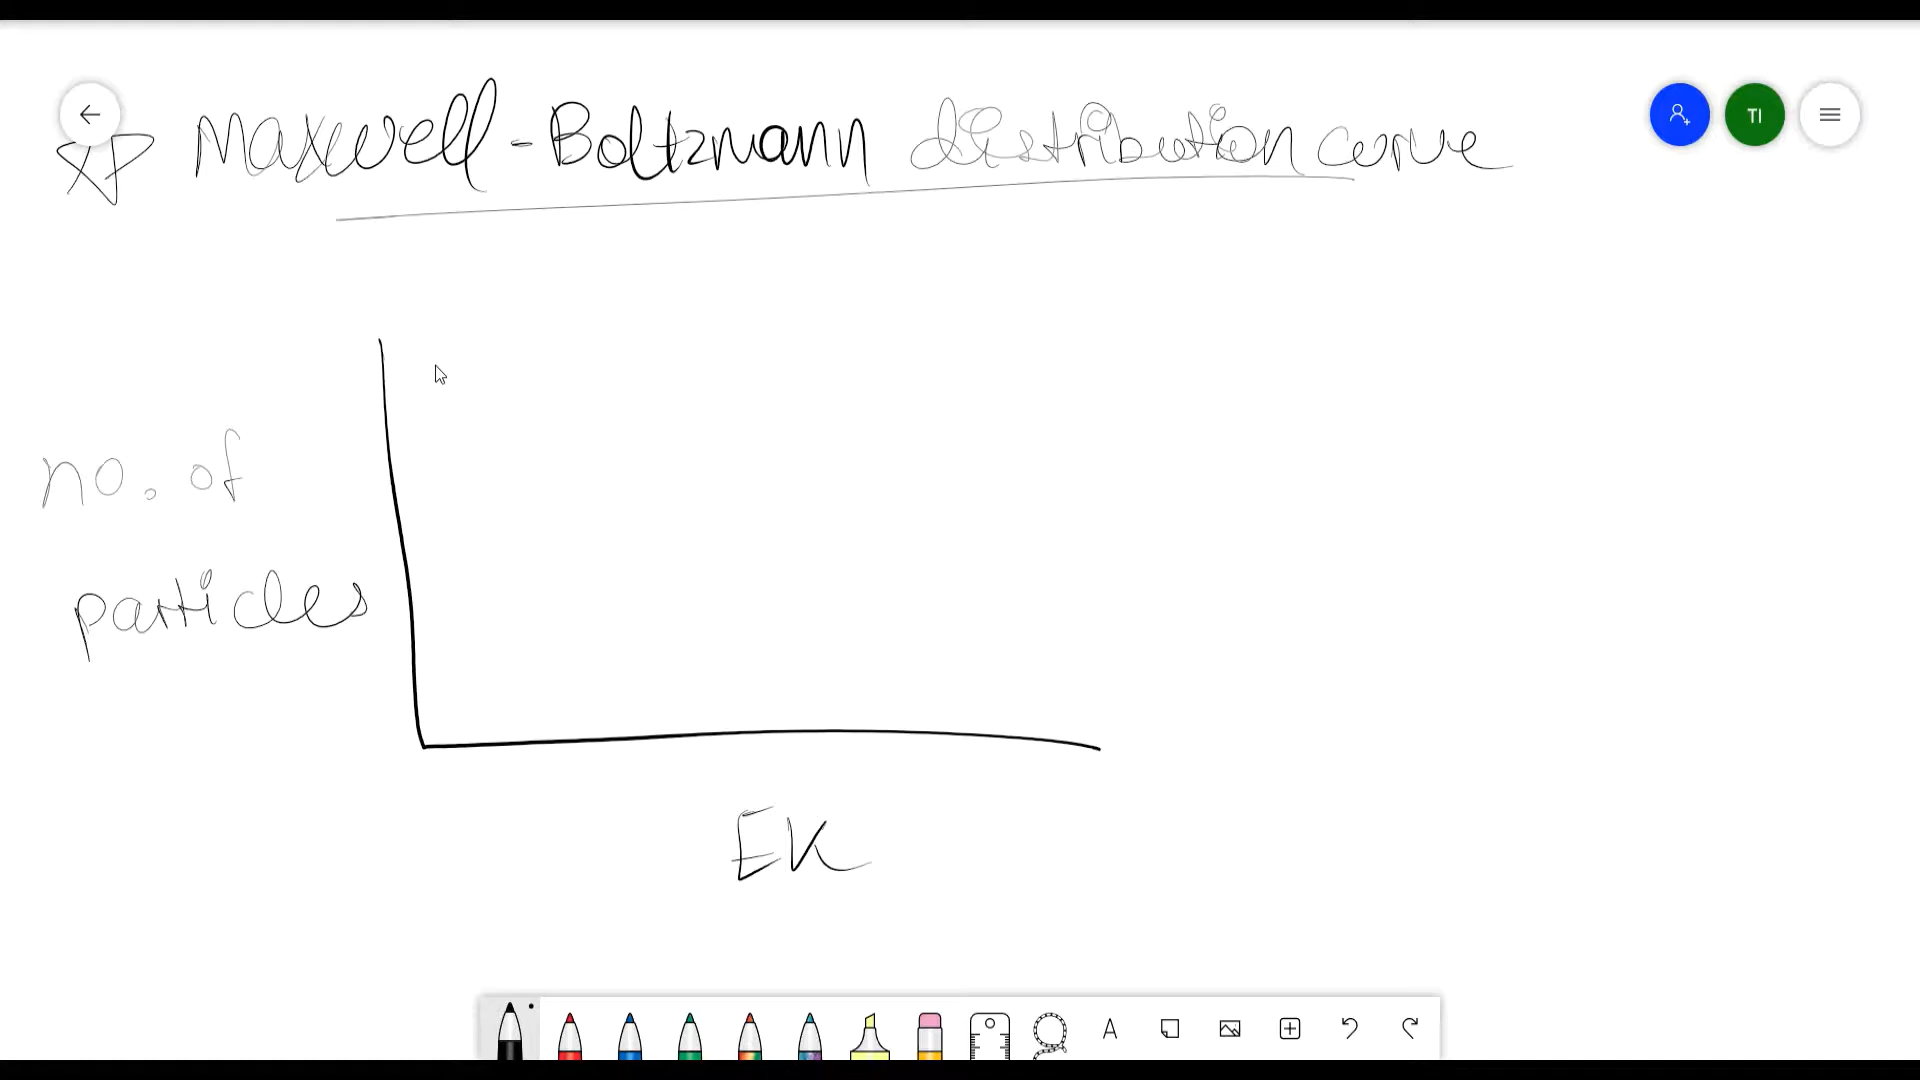 Maxwell-Boltzmann distribution curve
TI
no. of
particles
EK
A